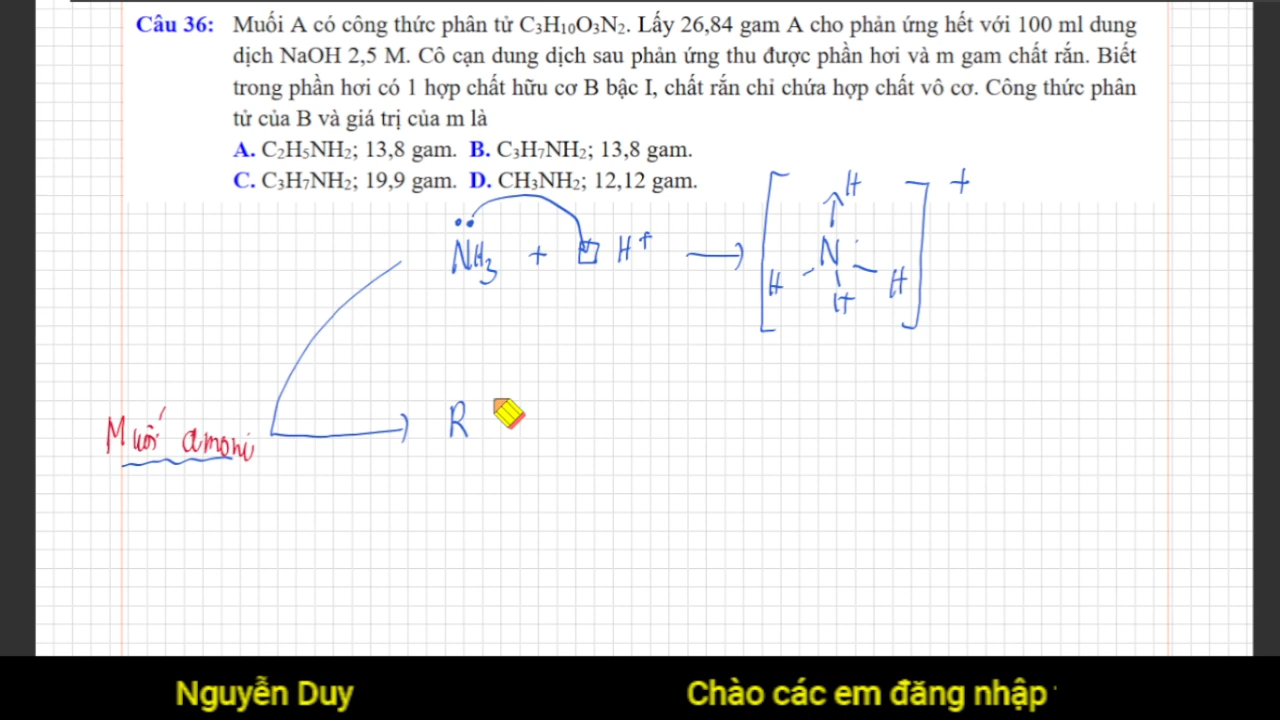 Câu 36: Muối A có công thức phân tử C₃H₁₀O₃N₂. Lấy 26,84 gam A cho phản ứng hết với 100 ml dung
dịch NaOH 2,5 M. Cô cạn dung dịch sau phản ứng thu được phần hơi và m gam chất rắn. Biết
trong phần hơi có 1 hợp chất hữu cơ B bậc I, chất rắn chỉ chứa hợp chất vô cơ. Công thức phân
tử của B và giá trị của m là
A. C₂H₅NH₂; 13,8 gam. B. C₃H₇NH₂; 13,8 gam.
C. C₃H₇NH₂; 19,9 gam. D. CH₃NH₂; 12,12 gam.
NH₃ + □ H⁺ → [H N H H H]⁺
Muối amoni → R
Nguyễn Duy Chào các em đăng nhập